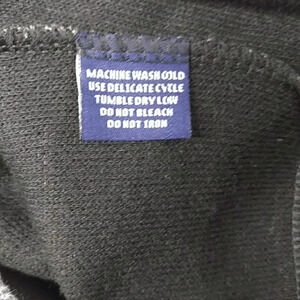 MACHINE WASH COLD
USE DELICATE CYCLE
TUMBLE DRY LOW
DO NOT BLEACH
DO NOT IRON